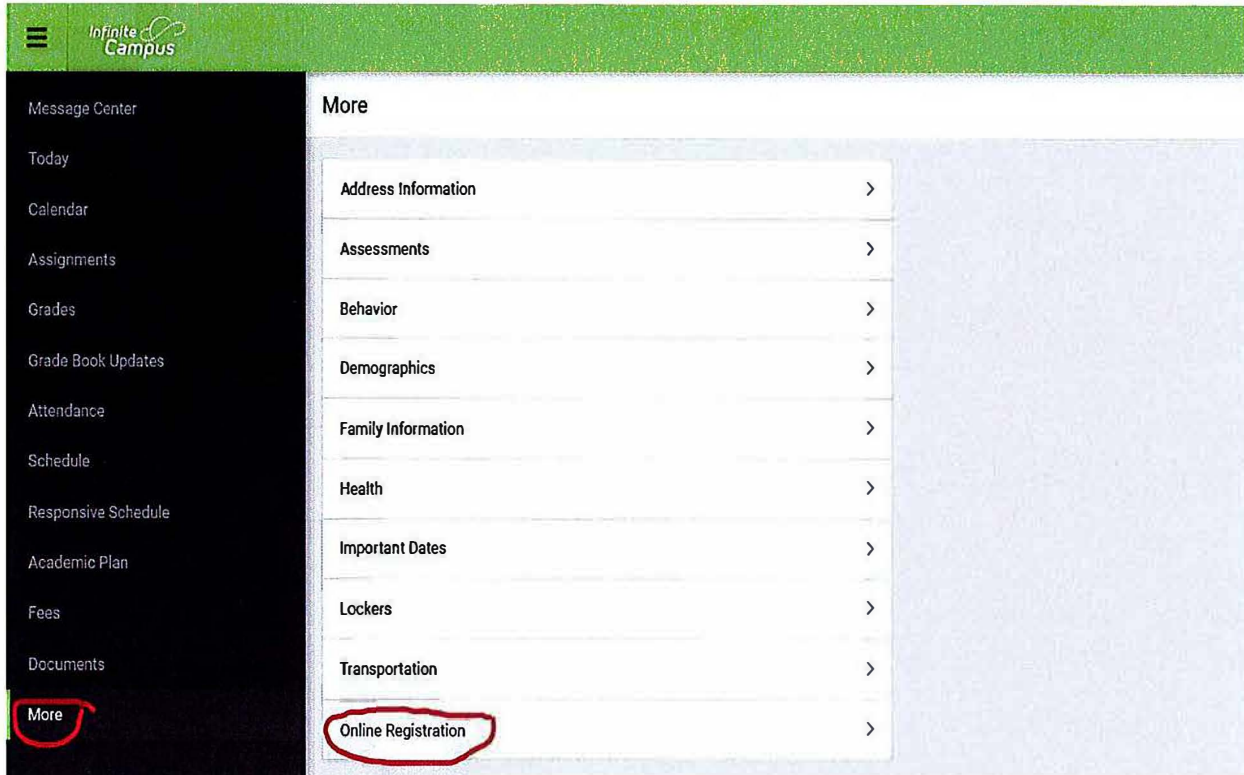 Infinite
Campus
Message Center
Today
Calendar
Assignments
Grades
Grade Book Updates
Attendance
Schedule
Responsive Schedule
Academic Plan
Fees
Documents
More
More
Address Information
Assessments
Behavior
Demographics
Family Information
Health
Important Dates
Lockers
Transportation
Online Registration